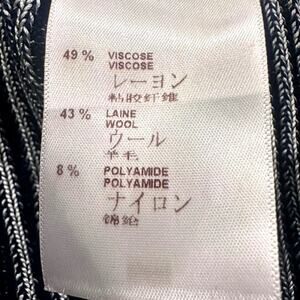 49 % VISCOSE
VISCOSE
レーヨン
粘胶纤维
43 % LAINE
WOOL
ウール
羊毛
8 % POLYAMIDE
POLYAMIDE
ナイロン
锦纶